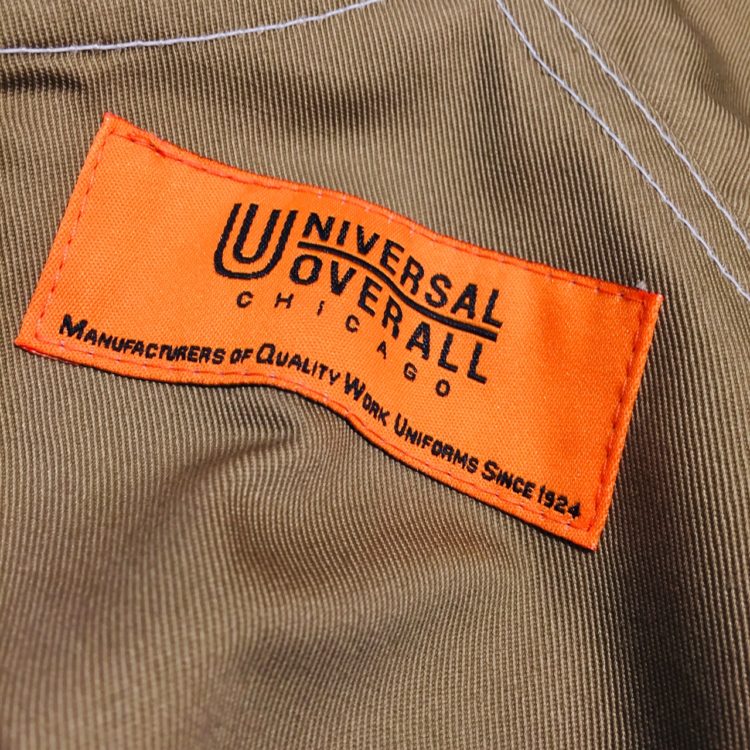 UNIVERSAL
OVERALL
CHICAGO
MANUFACTURERS OF QUALITY WORK UNIFORMS SINCE 1924